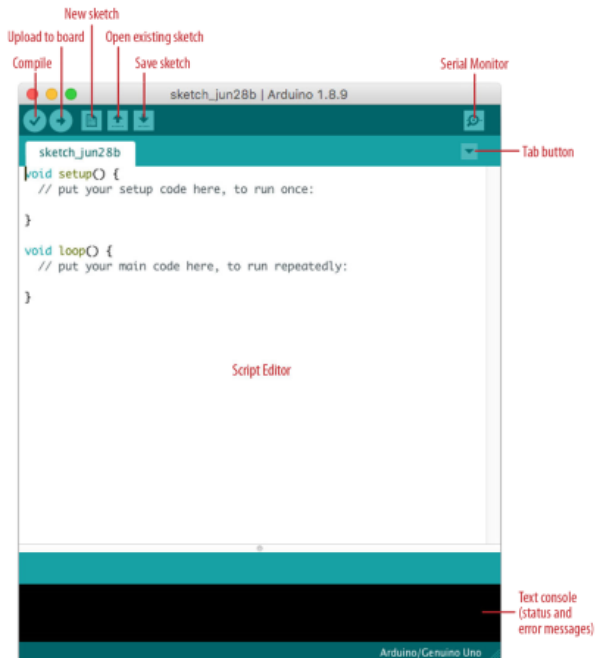 New sketch
Upload to board Open existing sketch
Compile Save sketch Serial Monitor
sketch_jun28b | Arduino 1.8.9
sketch_jun28b
Tab button
void setup() {
// put your setup code here, to run once:
}
void loop() {
// put your main code here, to run repeatedly:
}
Script Editor
Text console
(status and
error messages)
Arduino/Genuino Uno